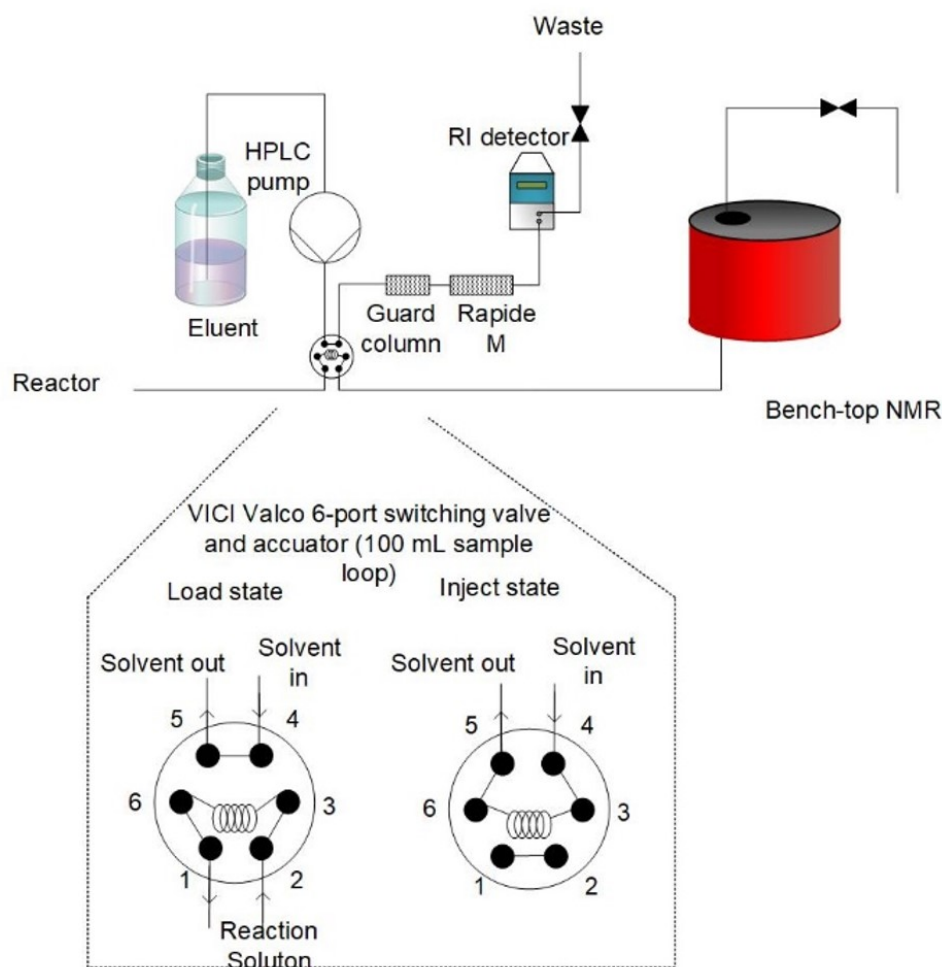 Waste
RI detector
HPLC
pump
Eluent
Guard
column
Rapide
M
Reactor
Bench-top NMR
VICI Valco 6-port switching valve
and accuator (100 mL sample
loop)
Load state
Inject state
Solvent out
Solvent
in
5
4
6
3
1
2
Reaction
Soluton
Solvent out
Solvent
in
5
4
6
3
1
2